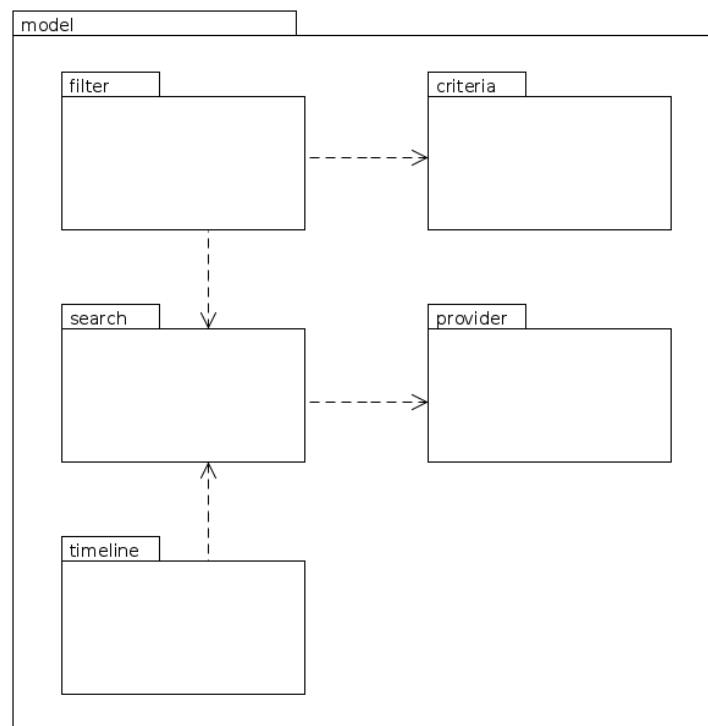 model
filter
criteria
search
provider
timeline